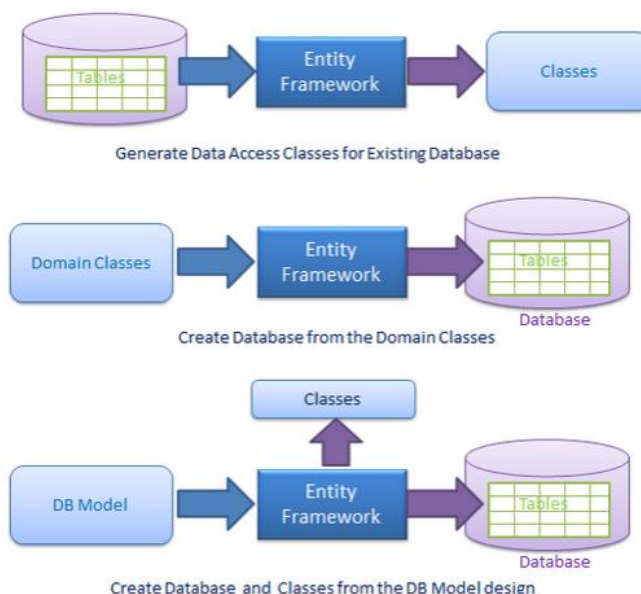 Tables
Entity
Framework
Classes
Generate Data Access Classes for Existing Database
Domain Classes
Entity
Framework
Tables
Database
Create Database from the Domain Classes
Classes
DB Model
Entity
Framework
Tables
Database
Create Database and Classes from the DB Model design